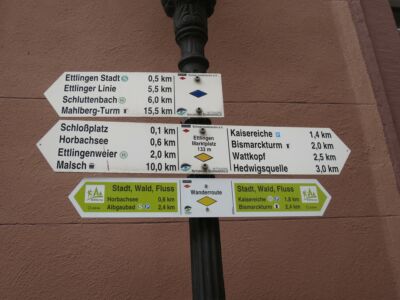 Ettlingen Stadt 0,5 km
Ettlinger Linie 5,5 km
Schluttenbach 6,0 km
Mahlberg-Turm 15,5 km
Schloßplatz 0,1 km
Horbachsee 0,6 km
Ettlingenweier 2,0 km
Malsch 10,0 km
Ettlingen
Marktplatz
133 m
Kaisereiche 1,4 km
Bismarckturm 2,0 km
Wattkopf 2,5 km
Hedwigsquelle 3,0 km
Stadt, Wald, Fluss
Horbachsee 0,6 km
Albgaubad 2,4 km
Wanderroute
Stadt, Wald, Fluss
Kaisereiche 1,8 km
Bismarckturm 2,4 km